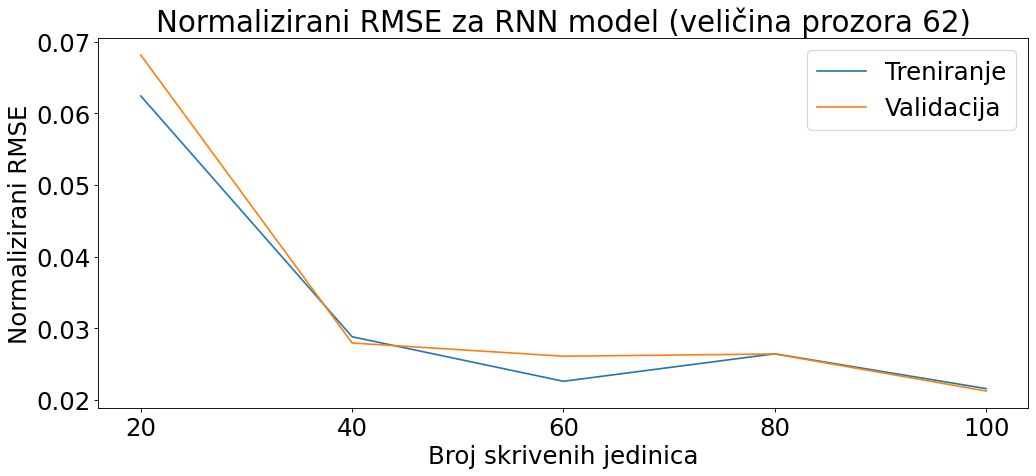 Normalizirani RMSE za RNN model (veličina prozora 62)
Treniranje
Validacija
Normalizirani RMSE
0.07
0.06
0.05
0.04
0.03
0.02
20 40 60 80 100
Broj skrivenih jedinica